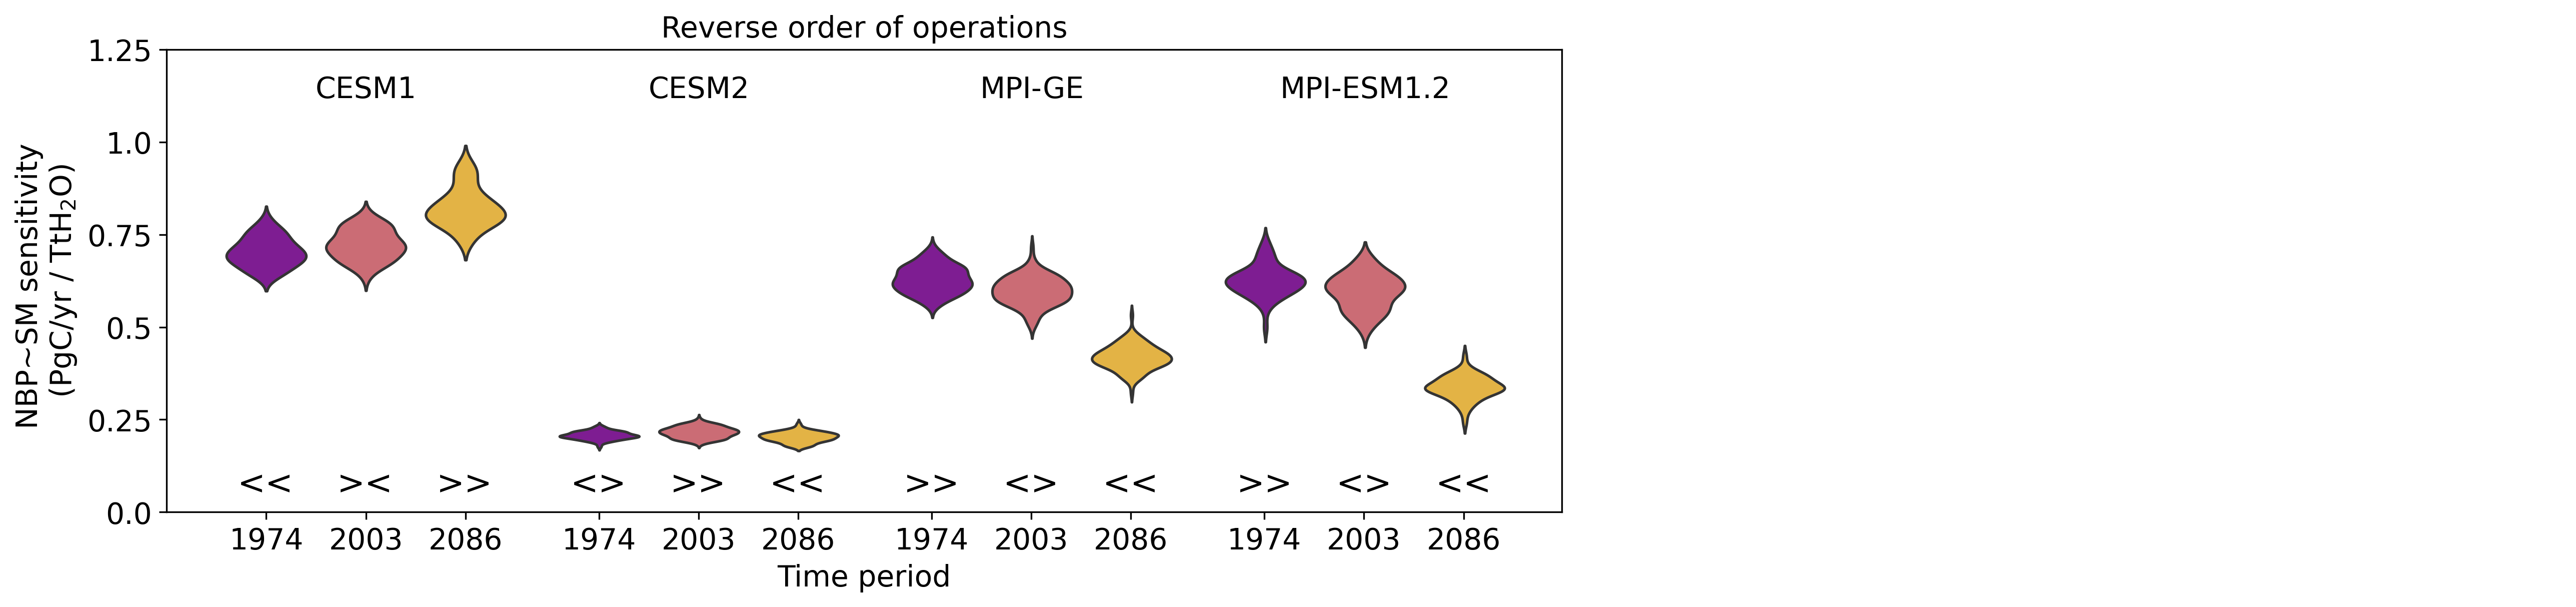 Reverse order of operations
NBP~SM sensitivity
(PgC/yr / TtH₂O)
1.25
1.0
0.75
0.5
0.25
0.0
CESM1 CESM2 MPI-GE MPI-ESM1.2
<< >< >> <> >> << >> <> << >> <> <<
1974 2003 2086 1974 2003 2086 1974 2003 2086 1974 2003 2086
Time period